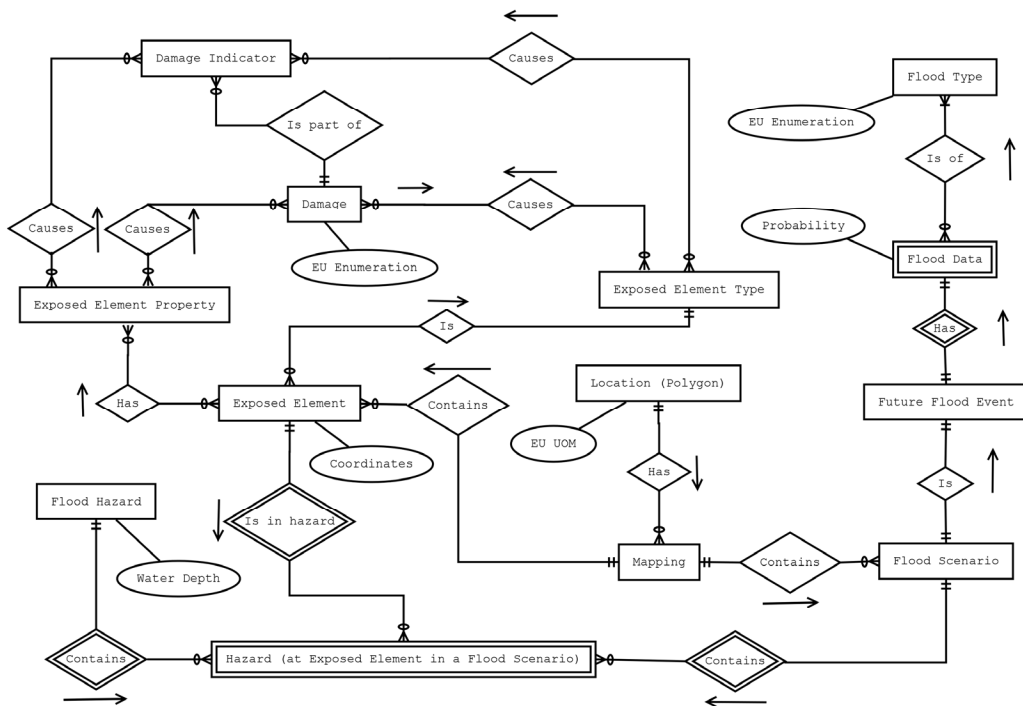 Damage Indicator
Causes
Flood Type
EU Enumeration
Is part of
Is of
Damage
Causes
Causes
Causes
Probability
EU Enumeration
Flood Data
Exposed Element Property
Exposed Element Type
Is
Has
Location (Polygon)
Has
Exposed Element
Contains
Future Flood Event
EU UOM
Coordinates
Has
Is
Flood Hazard
Is in hazard
Water Depth
Mapping
Contains
Flood Scenario
Contains
Hazard (at Exposed Element in a Flood Scenario)
Contains